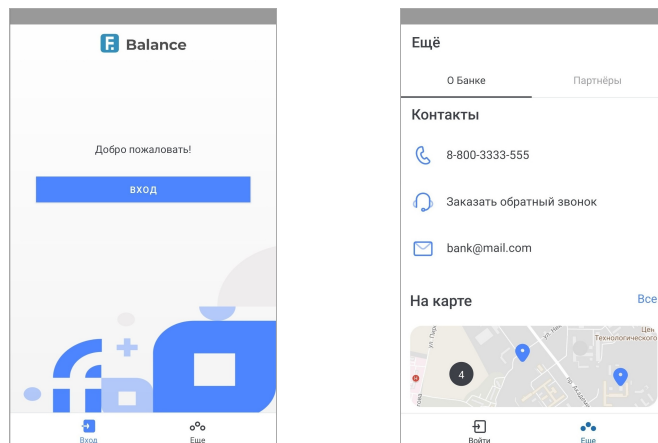 F. Balance
Добро пожаловать!
ВХОД
Вход
Еще
Ещё
О Банке
Партнёры
Контакты
8-800-3333-555
Заказать обратный звонок
bank@mail.com
На карте
Все
Технологического
4
Войти
Еще